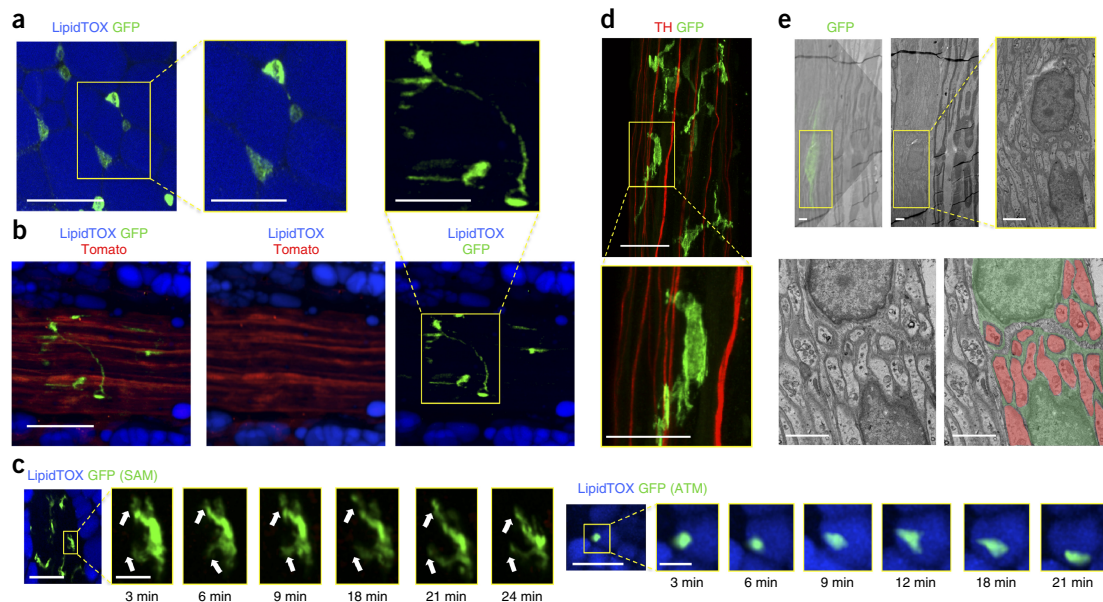 a
LipidTOX GFP
b
LipidTOX GFP
Tomato
LipidTOX
Tomato
LipidTOX
GFP
c
LipidTOX GFP (SAM)
3 min
6 min
9 min
18 min
21 min
24 min
LipidTOX GFP (ATM)
3 min
6 min
9 min
12 min
18 min
21 min
d
TH GFP
e
GFP